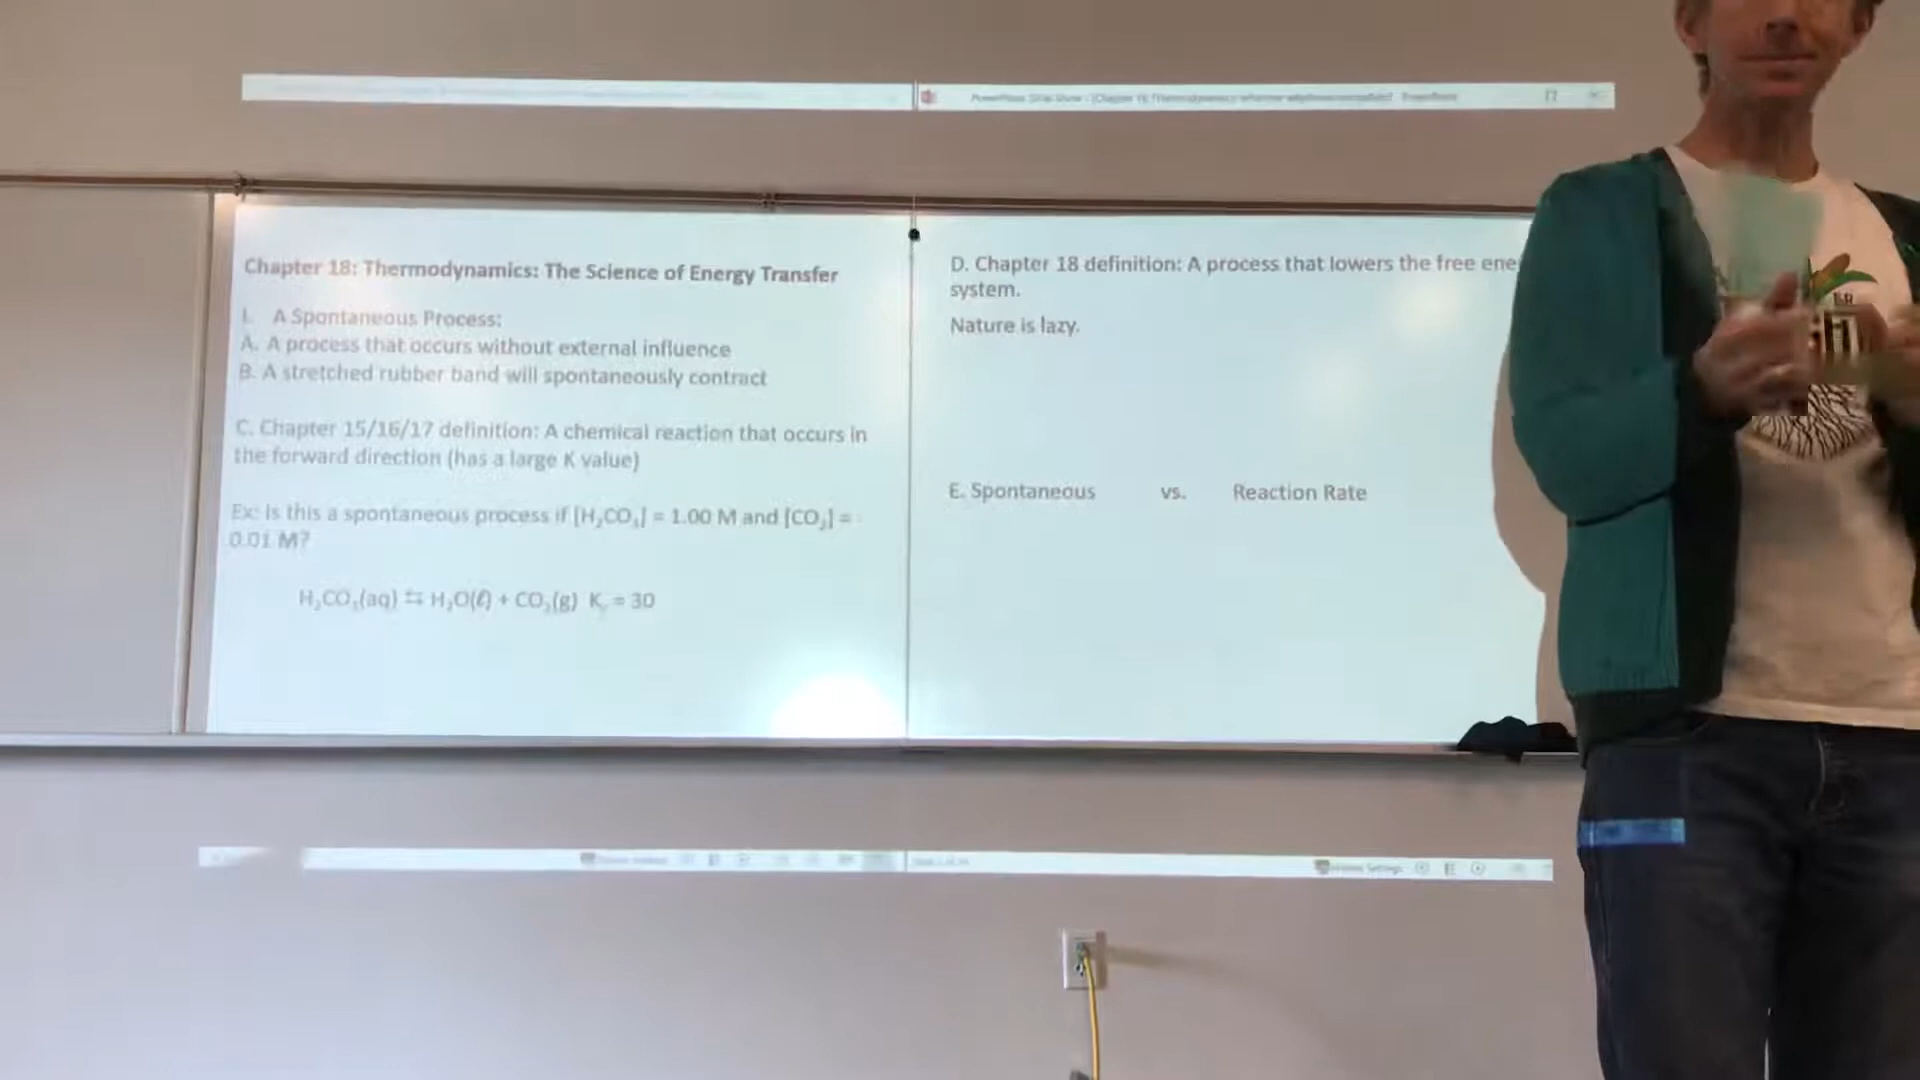 Chapter 18: Thermodynamics: The Science of Energy Transfer
I. A Spontaneous Process:
A. A process that occurs without external influence
B. A stretched rubber band will spontaneously contract
C. Chapter 15/16/17 definition: A chemical reaction that occurs in
the forward direction (has a large K value)
Ex: Is this a spontaneous process if [H₂CO₃] = 1.00 M and [CO₂] =
0.01 M?
H₂CO₃(aq) ⇆ H₂O(ℓ) + CO₂(g) K = 30
D. Chapter 18 definition: A process that lowers the free ene
system.
Nature is lazy.
E. Spontaneous vs. Reaction Rate